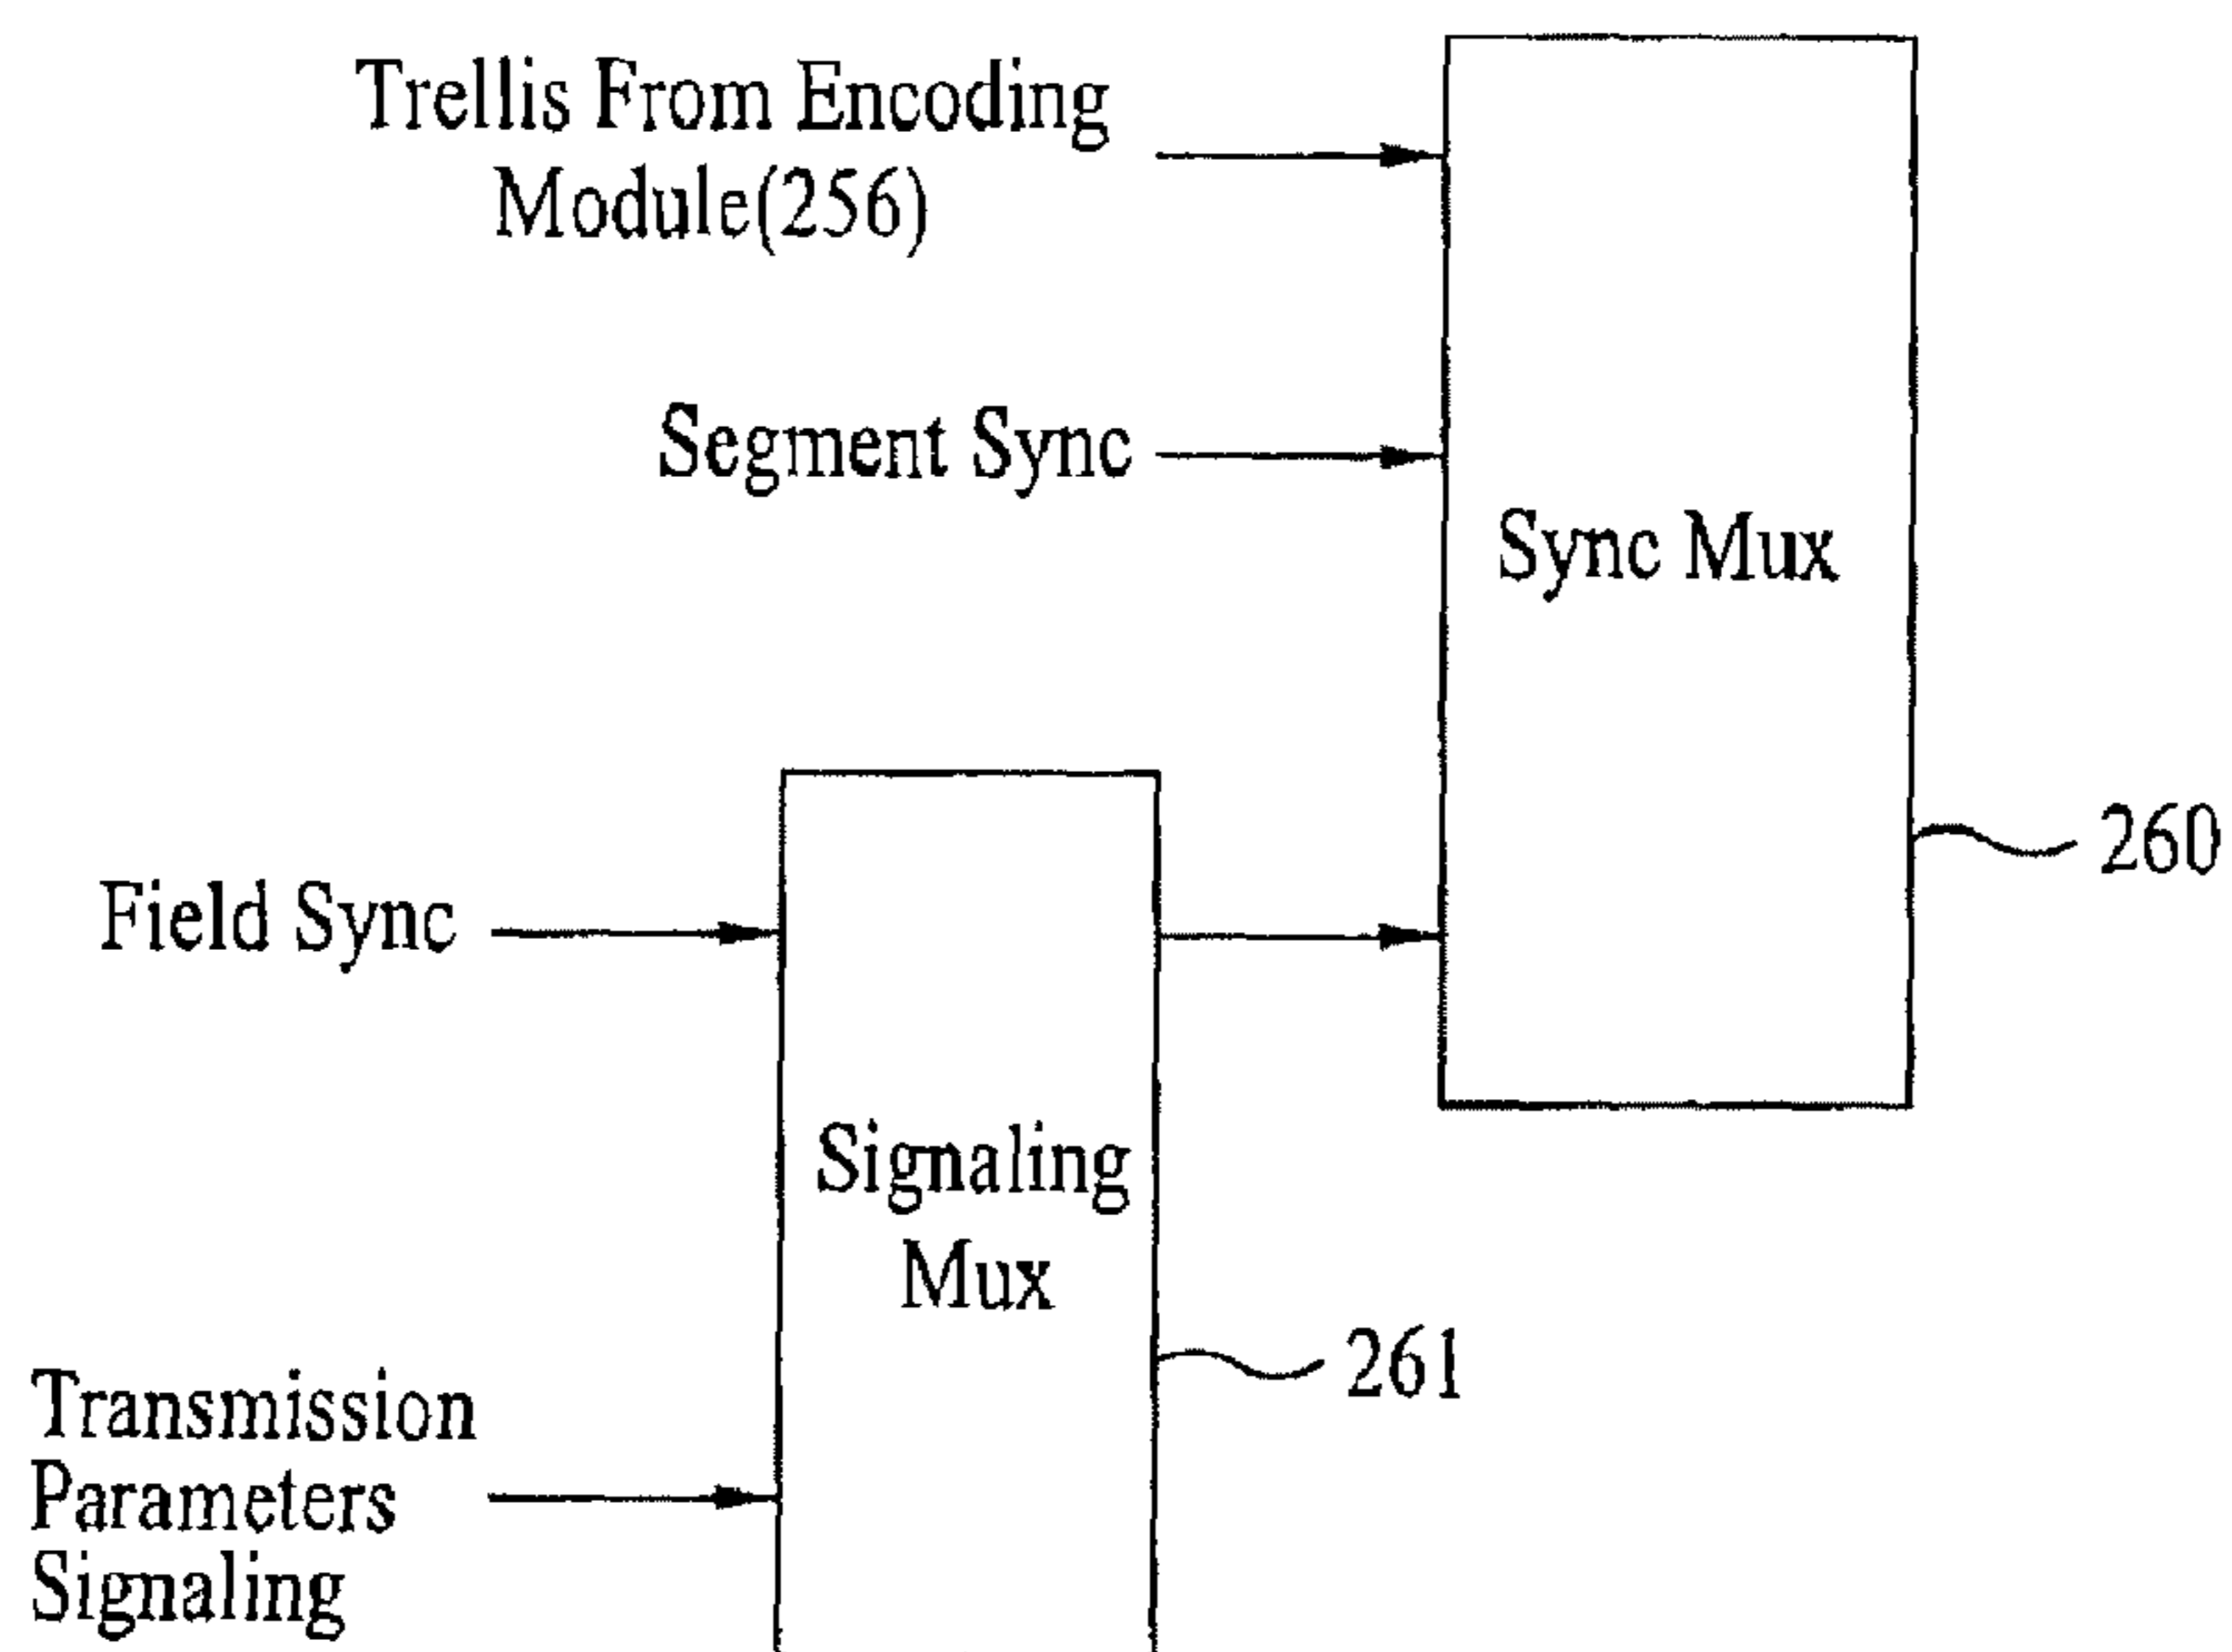 Trellis From Encoding
Module(256)
Segment Sync
Sync Mux
260
Field Sync
Signaling
Mux
261
Transmission
Parameters
Signaling